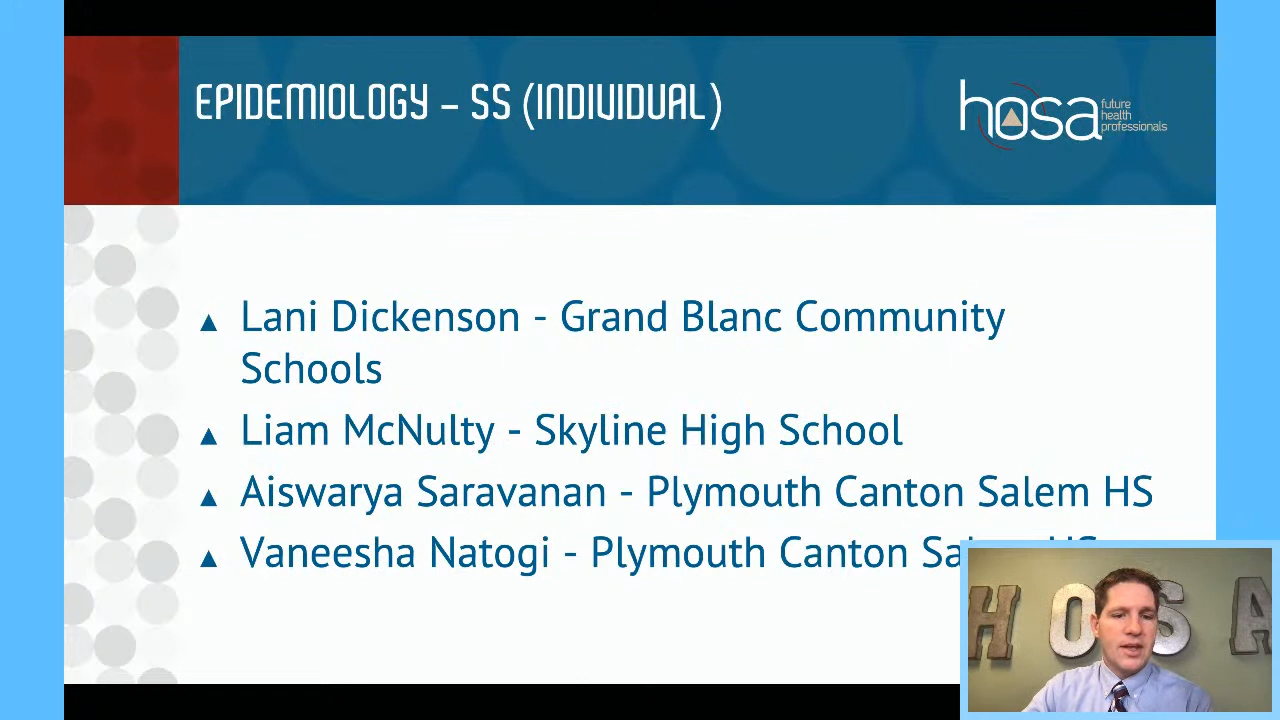 EPIDEMIOLOGY – SS (INDIVIDUAL)
hosa
future
health
professionals
▲ Lani Dickenson - Grand Blanc Community
Schools
▲ Liam McNulty - Skyline High School
▲ Aiswarya Saravanan - Plymouth Canton Salem HS
▲ Vaneesha Natogi - Plymouth Canton
HOSA